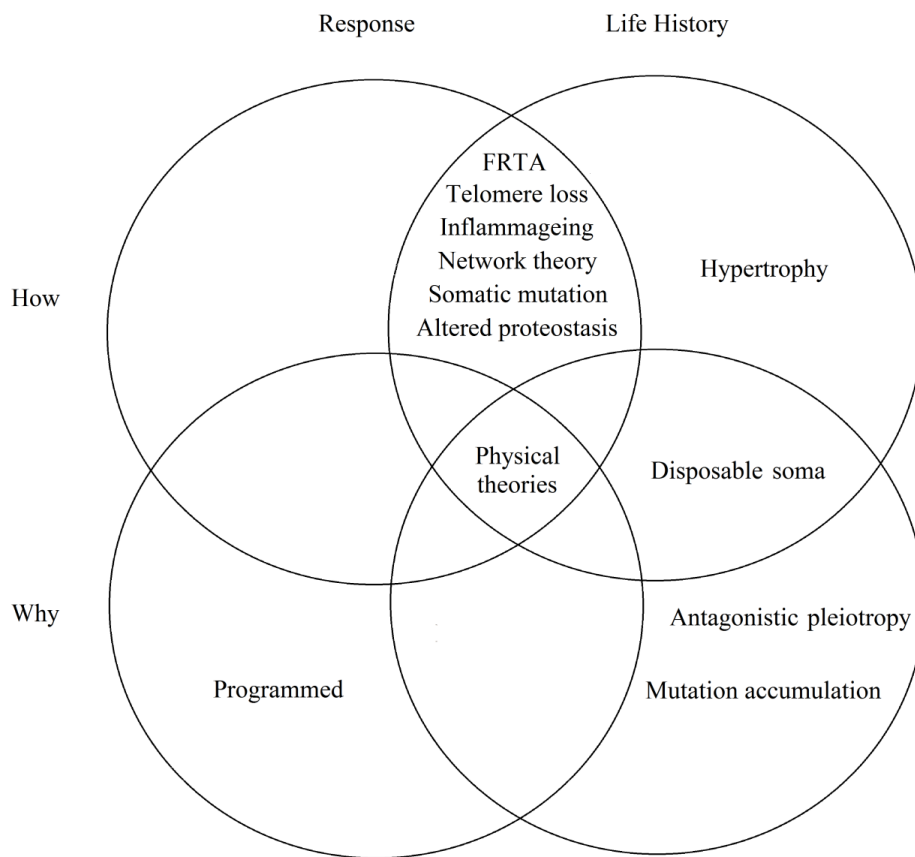 Response
Life History
FRTA
Telomere loss
Inflammageing
Network theory
Somatic mutation
Altered proteostasis
Hypertrophy
How
Physical
theories
Disposable soma
Why
Antagonistic pleiotropy
Programmed
Mutation accumulation